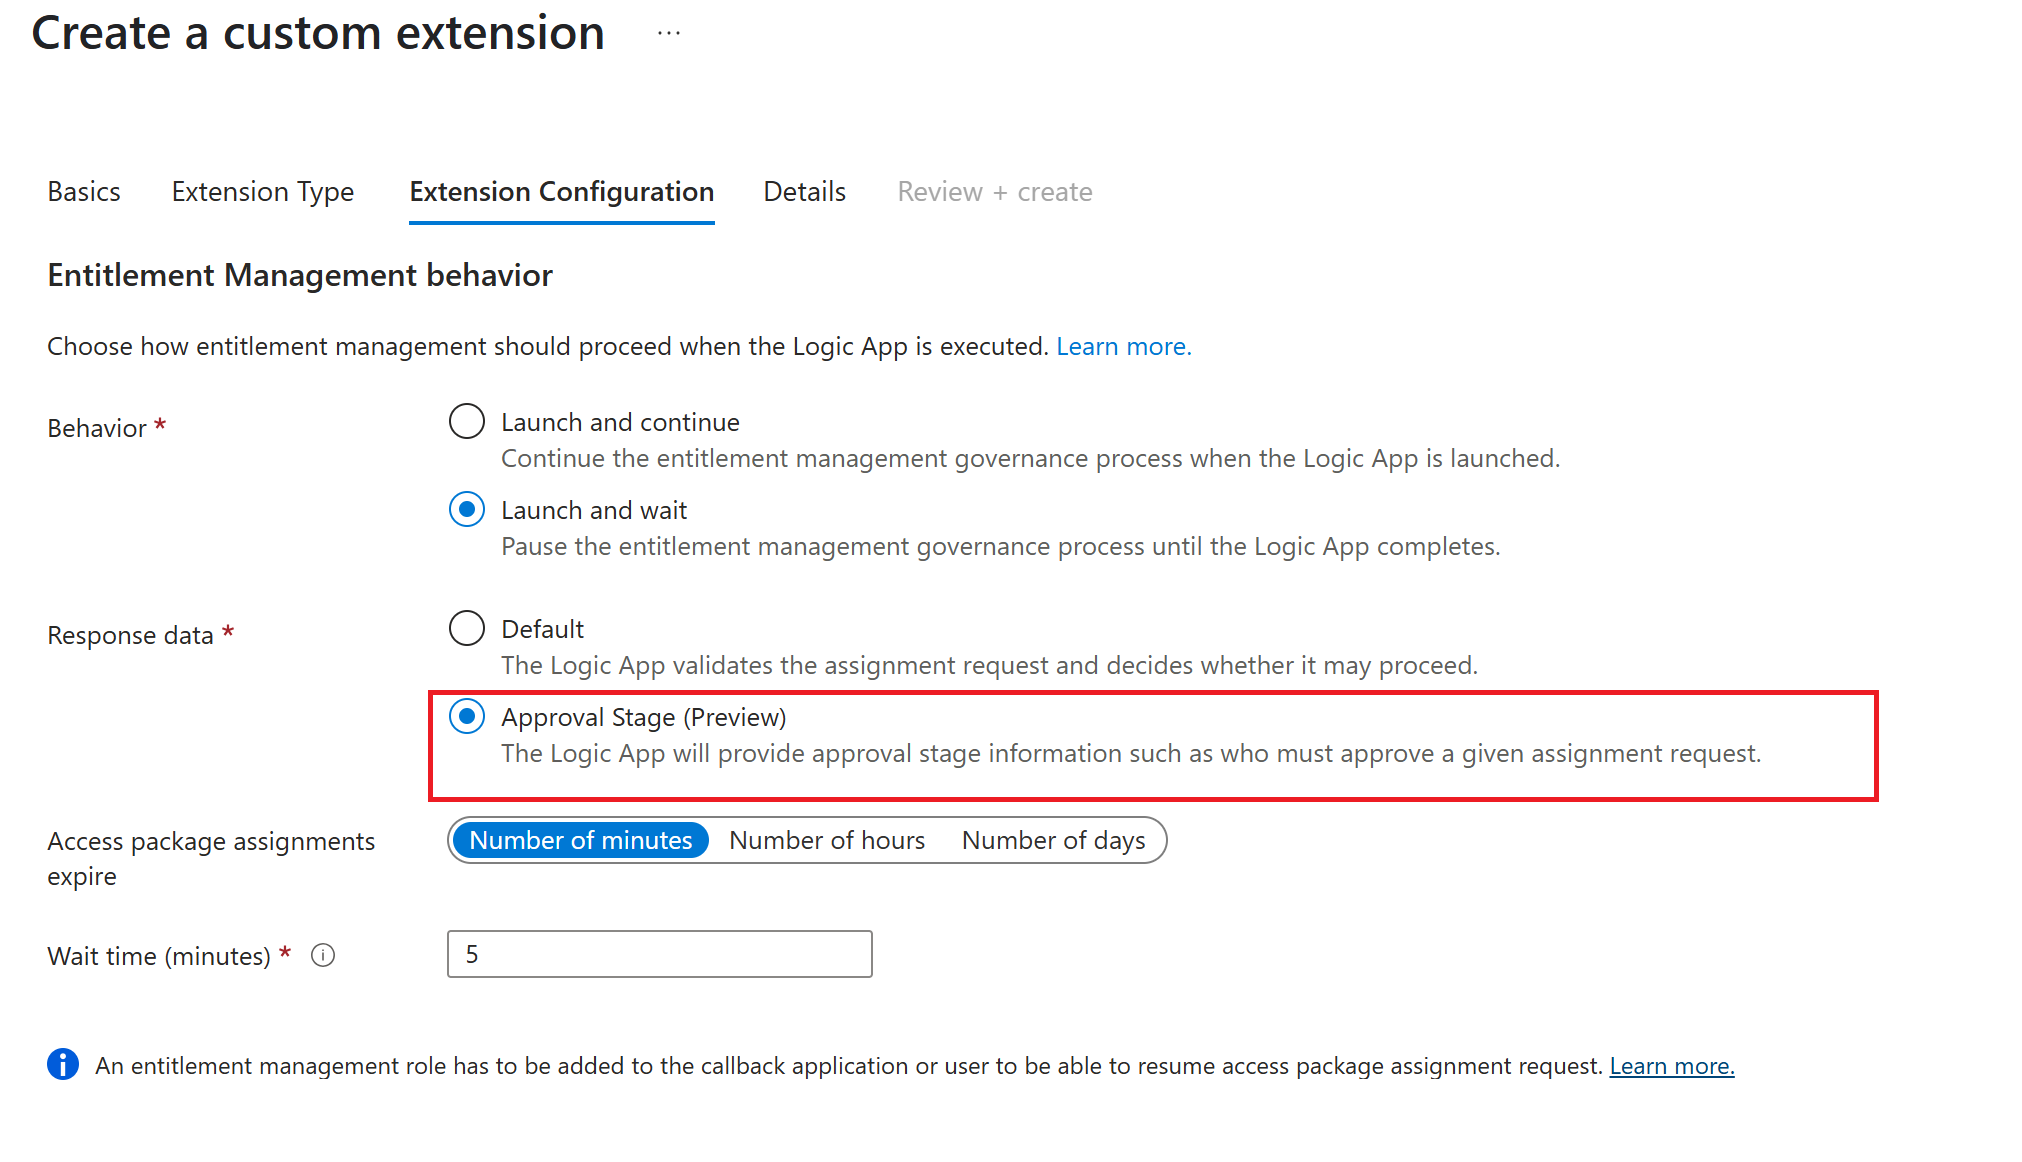 Create a custom extension ...
Basics Extension Type Extension Configuration Details Review + create
Entitlement Management behavior
Choose how entitlement management should proceed when the Logic App is executed. Learn more.
Behavior *
Launch and continue
Continue the entitlement management governance process when the Logic App is launched.
Launch and wait
Pause the entitlement management governance process until the Logic App completes.
Response data *
Default
The Logic App validates the assignment request and decides whether it may proceed.
Approval Stage (Preview)
The Logic App will provide approval stage information such as who must approve a given assignment request.
Access package assignments
expire
Number of minutes Number of hours Number of days
Wait time (minutes) *
5
An entitlement management role has to be added to the callback application or user to be able to resume access package assignment request. Learn more.